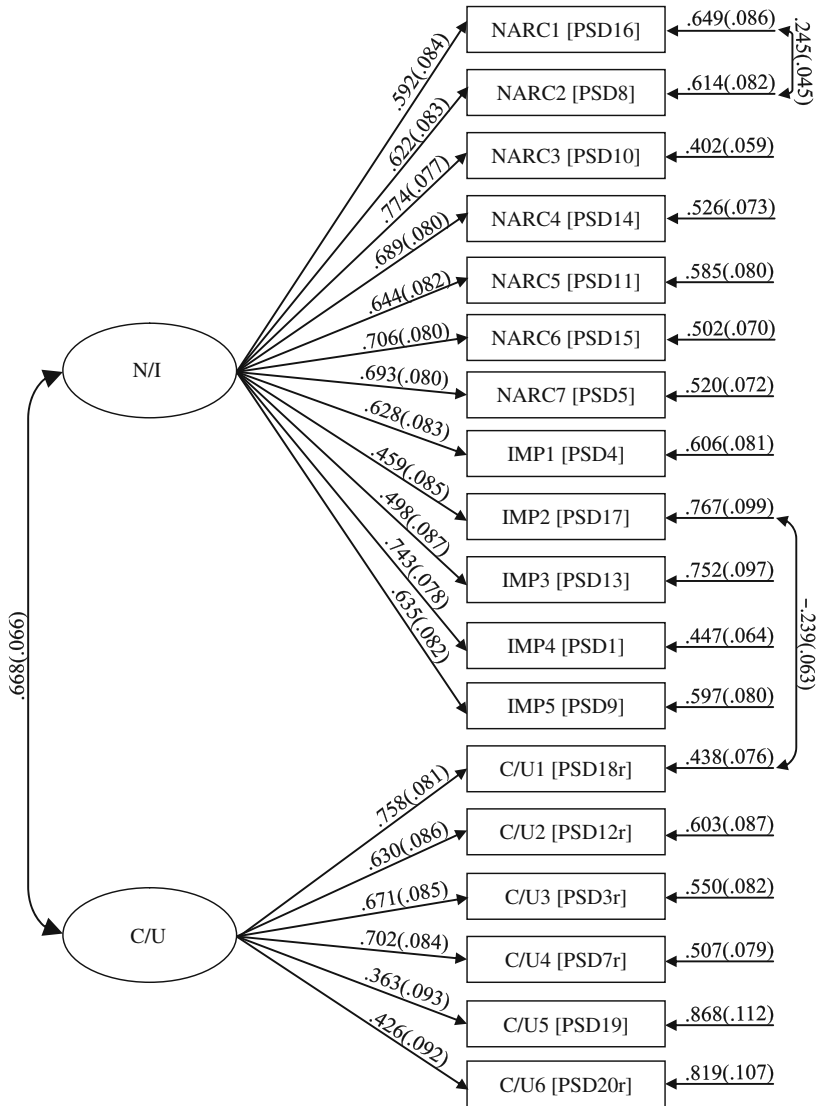 NARC1 [PSD16]
NARC2 [PSD8]
NARC3 [PSD10]
NARC4 [PSD14]
NARC5 [PSD11]
NARC6 [PSD15]
NARC7 [PSD5]
IMP1 [PSD4]
IMP2 [PSD17]
IMP3 [PSD13]
IMP4 [PSD1]
IMP5 [PSD9]
C/U1 [PSD18r]
C/U2 [PSD12r]
C/U3 [PSD3r]
C/U4 [PSD7r]
C/U5 [PSD19]
C/U6 [PSD20r]
N/I
C/U
.592(.084)
.622(.083)
.774(.077)
.689(.080)
.644(.082)
.706(.080)
.693(.080)
.628(.083)
.459(.085)
.498(.087)
.743(.078)
.635(.082)
.758(.081)
.630(.086)
.671(.085)
.702(.084)
.363(.093)
.426(.092)
.649(.086)
.614(.082)
.402(.059)
.526(.073)
.585(.080)
.502(.070)
.520(.072)
.606(.081)
.767(.099)
.752(.097)
.447(.064)
.597(.080)
.438(.076)
.603(.087)
.550(.082)
.507(.079)
.868(.112)
.819(.107)
.245(.045)
-.239(.063)